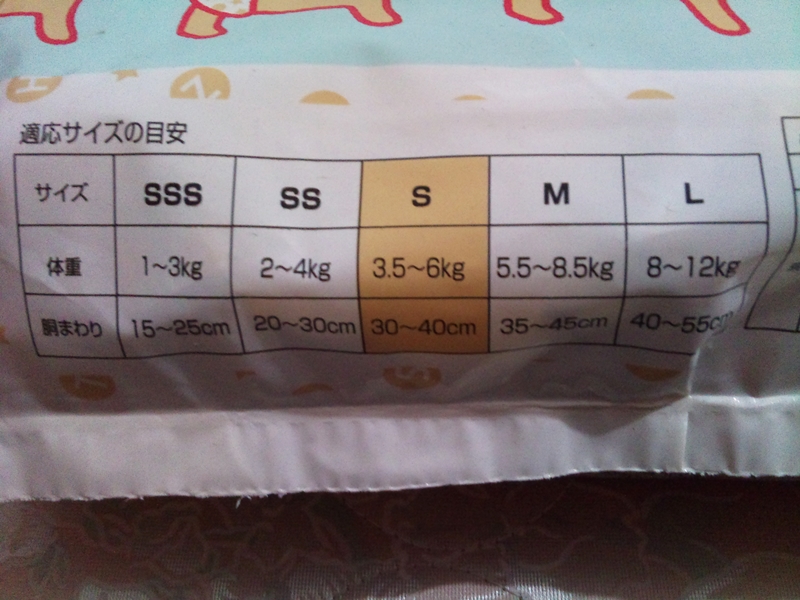 適応サイズの目安
サイズ SSS SS S M L
体重 1～3kg 2～4kg 3.5～6kg 5.5～8.5kg 8～12kg
胴まわり 15～25cm 20～30cm 30～40cm 35～45cm 40～55cm